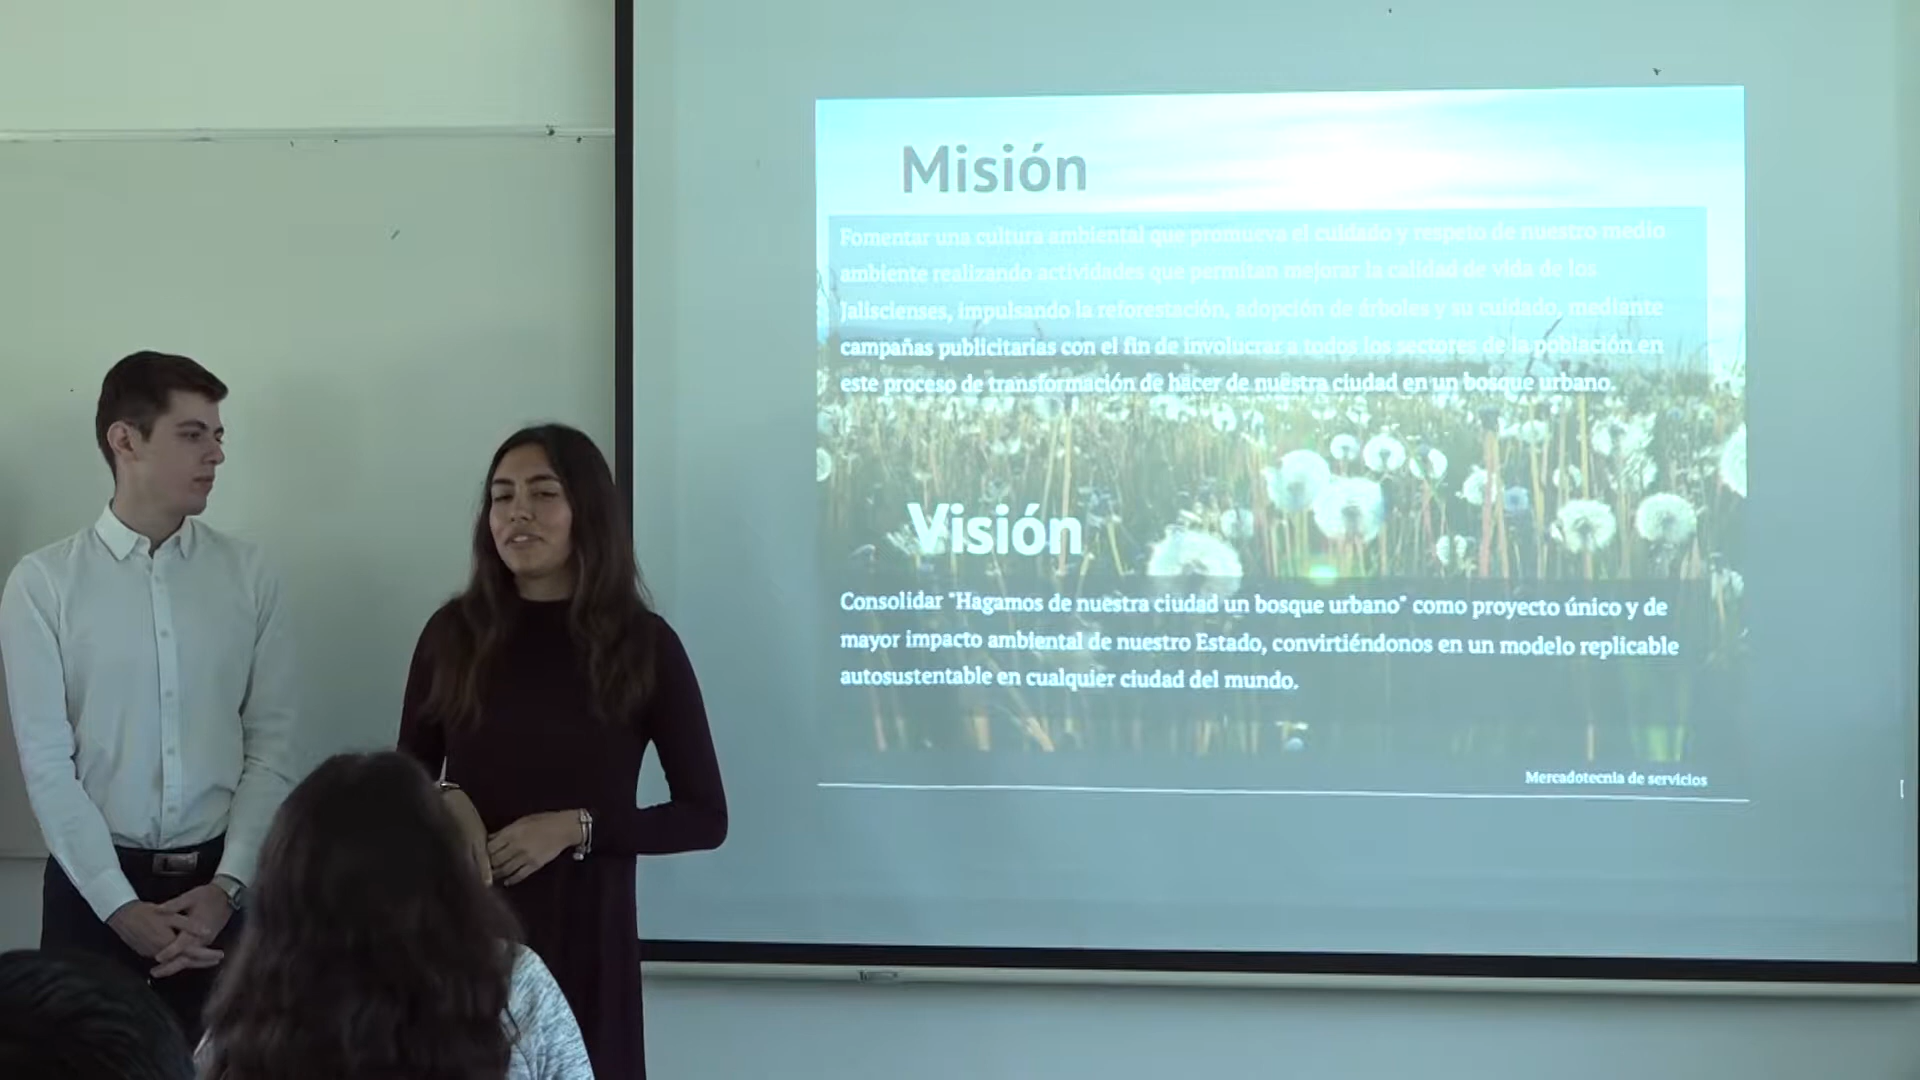 Misión
Fomentar una cultura ambiental que promueva el cuidado y respeto de nuestro medio
ambiente realizando actividades que permitan mejorar la calidad de vida de los
Jaliscienses, impulsando la reforestación, adopción de árboles y su cuidado, mediante
campañas publicitarias con el fin de involucrar a todos los sectores de la población en
este proceso de transformación de hacer de nuestra ciudad en un bosque urbano.
Visión
Consolidar "Hagamos de nuestra ciudad un bosque urbano" como proyecto único y de
mayor impacto ambiental de nuestro Estado, convirtiéndonos en un modelo replicable
autosustentable en cualquier ciudad del mundo.
Mercadotecnia de servicios